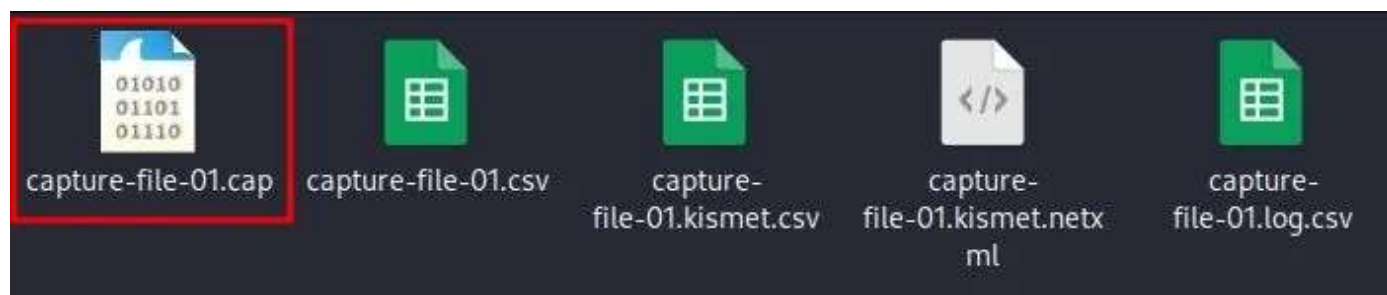 01010
01101
01110
</>
capture-file-01.cap
capture-file-01.csv
capture-
file-01.kismet.csv
capture-
file-01.kismet.netx
ml
capture-
file-01.log.csv